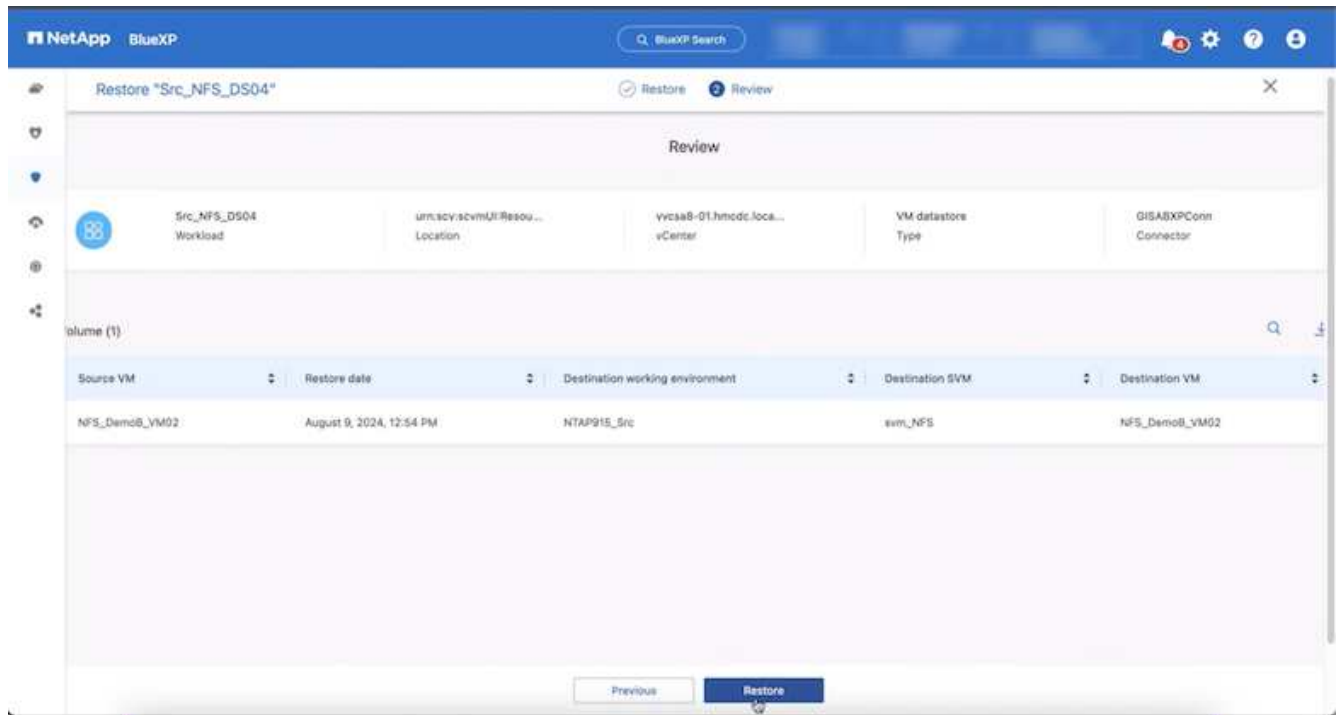 NetApp BlueXP
BlueXP Search
4
Restore "Src_NFS_DS04"
Restore
2 Review
Review
Src_NFS_DS04
Workload
urn:scv:scvmUI:Resou...
Location
vvcsa8-01.hmcdc.loca...
vCenter
VM datastore
Type
GISABXPConn
Connector
olume (1)
Source VM
Restore date
Destination working environment
Destination SVM
Destination VM
NFS_DemoB_VM02
August 9, 2024, 12:54 PM
NTAP915_Src
svm_NFS
NFS_DemoB_VM02
Previous
Restore